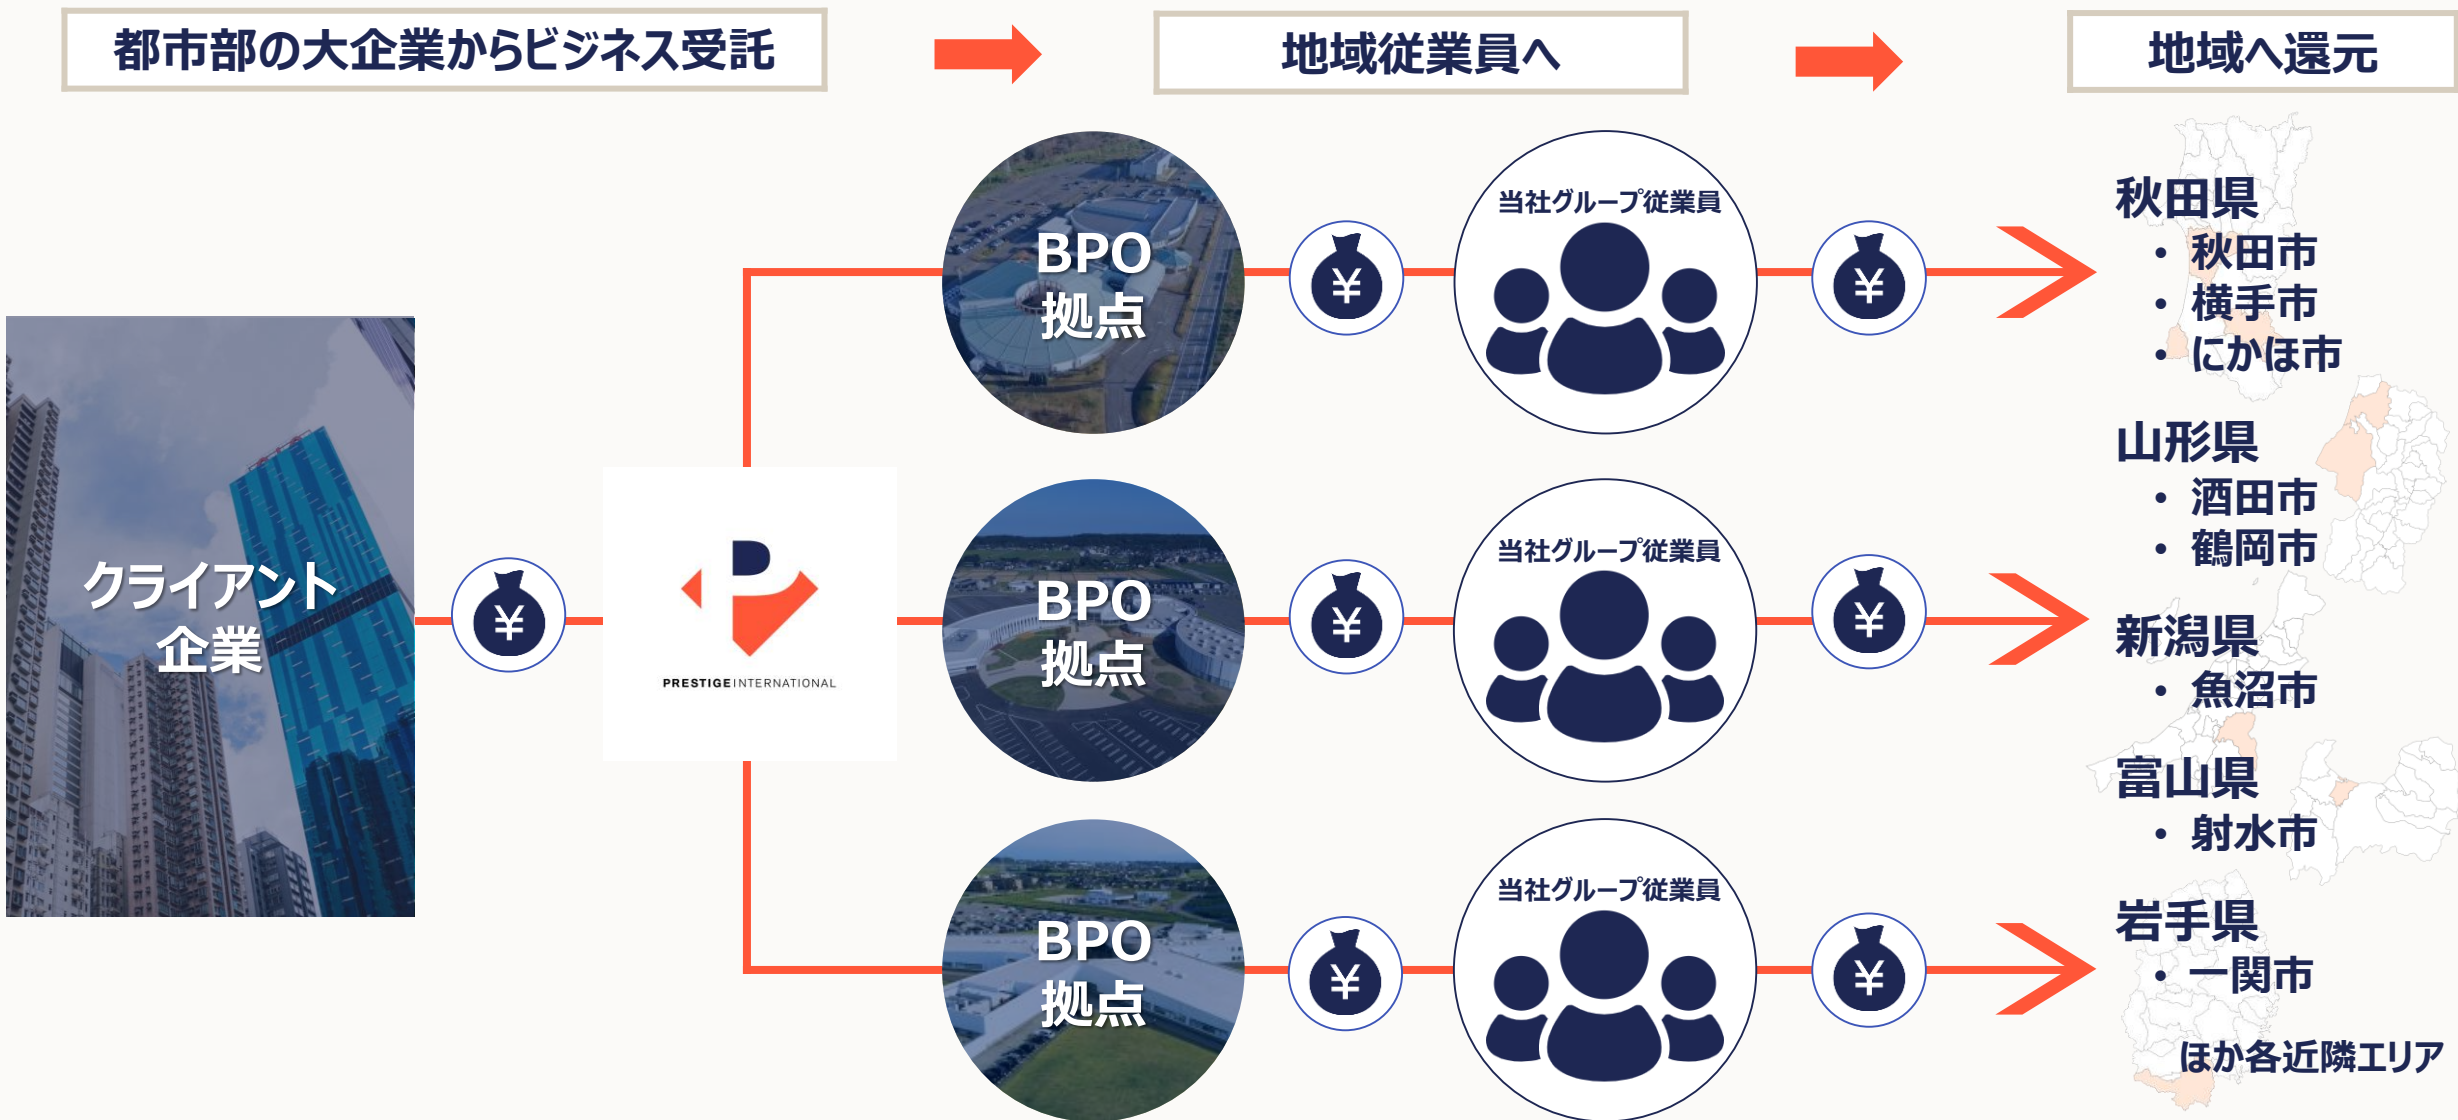 都市部の大企業からビジネス受託
地域従業員へ
地域へ還元
クライアント
企業
¥
PRESTIGEINTERNATIONAL
BPO
拠点
¥
当社グループ従業員
¥
BPO
拠点
¥
当社グループ従業員
¥
BPO
拠点
¥
当社グループ従業員
¥
秋田県
・秋田市
・横手市
・にかほ市
山形県
・酒田市
・鶴岡市
新潟県
・魚沼市
富山県
・射水市
岩手県
・一関市
ほか各近隣エリア